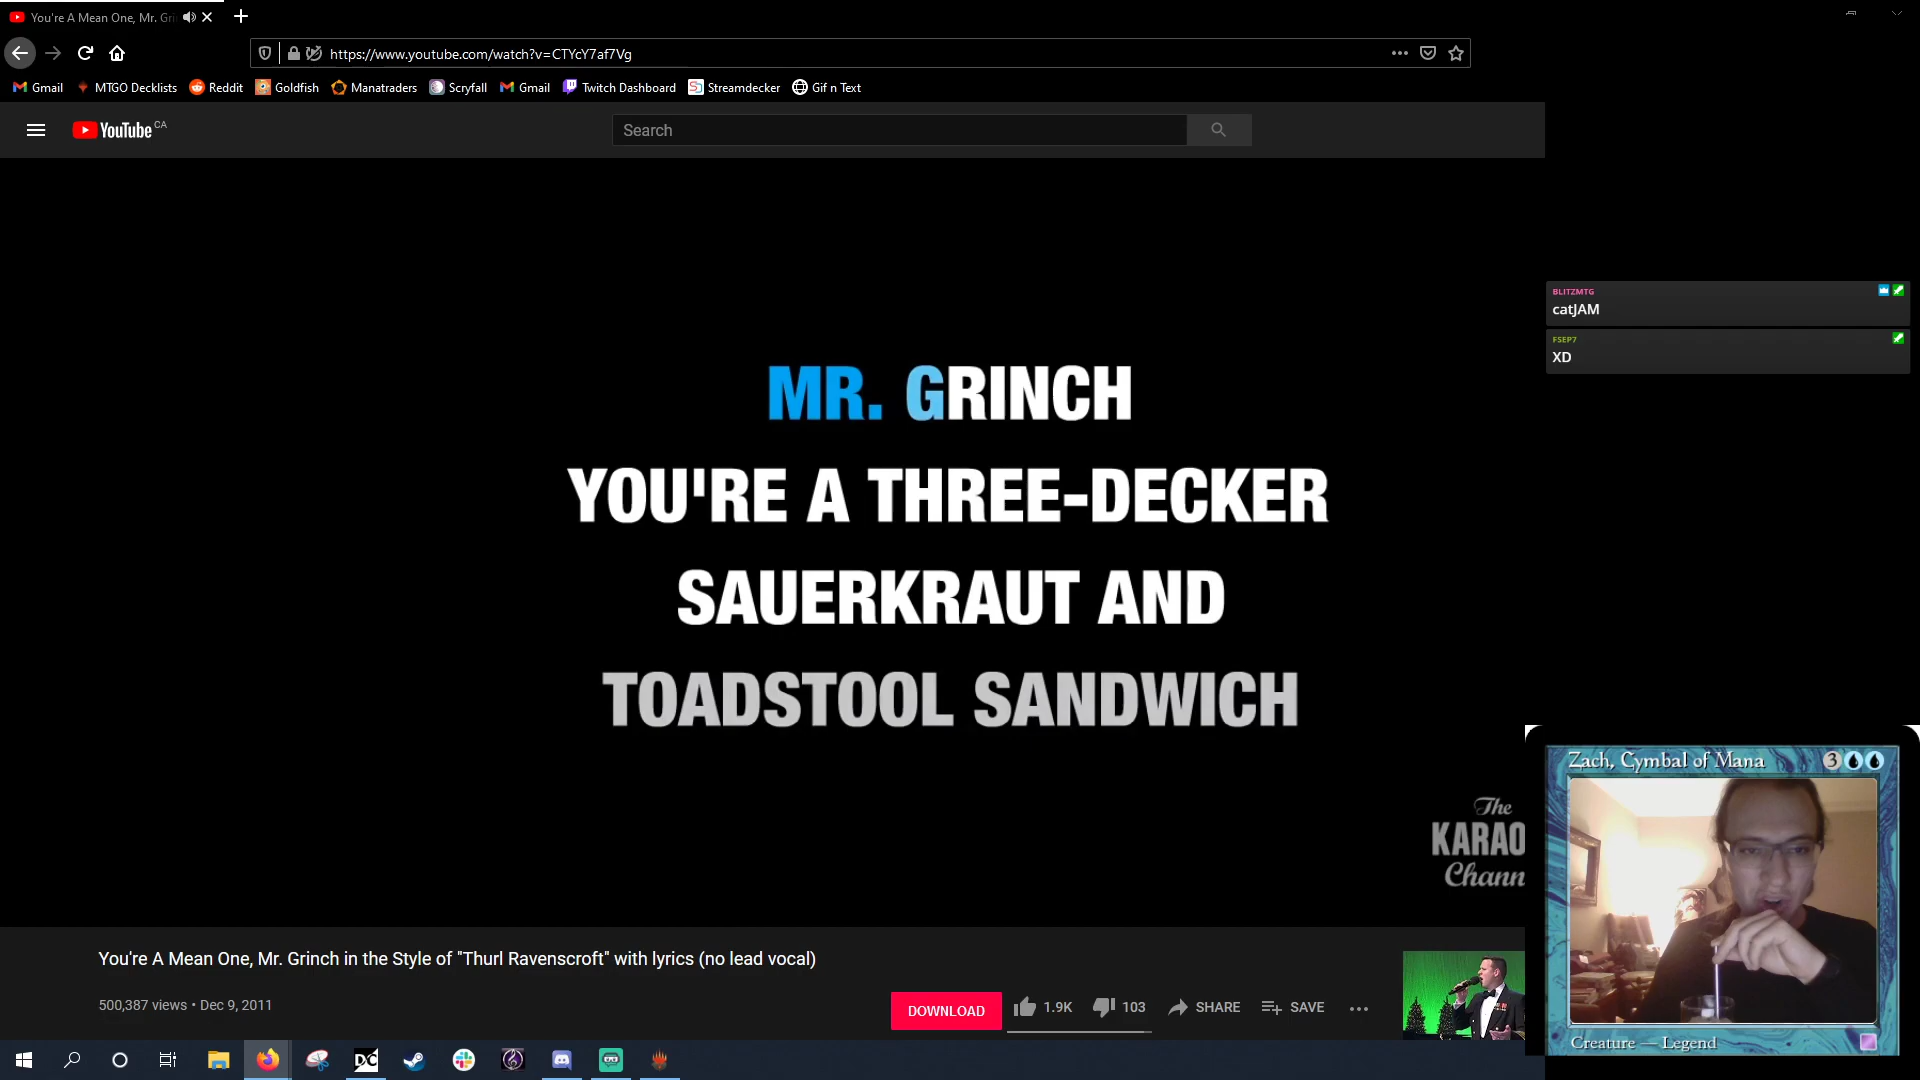 You're A Mean One, Mr. Gri
https://www.youtube.com/watch?v=CTYcY7af7Vg
Gmail MTGO Decklists Reddit Goldfish Manatraders Scryfall Gmail Twitch Dashboard Streamdecker Gif n Text
YouTube CA
Search
BLITZMTG
catJAM
FSEP7
XD
MR. GRINCH
YOU'RE A THREE-DECKER
SAUERKRAUT AND
TOADSTOOL SANDWICH
The
KARAO
Chann
Zach, Cymbal of Mana 3
Creature — Legend
You're A Mean One, Mr. Grinch in the Style of "Thurl Ravenscroft" with lyrics (no lead vocal)
500,387 views • Dec 9, 2011
DOWNLOAD 1.9K 103 SHARE SAVE
DC